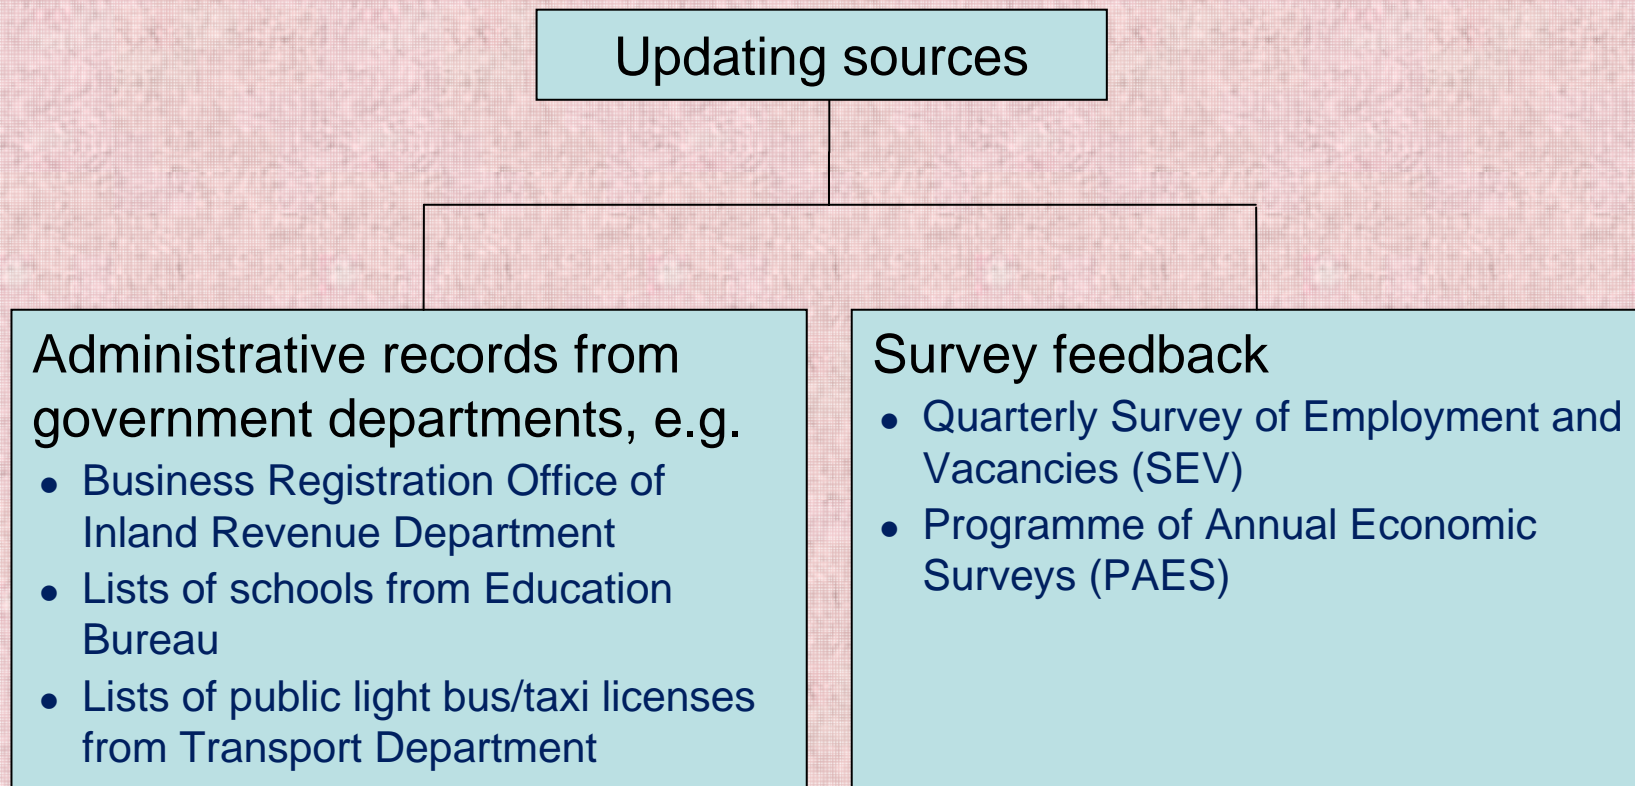 Updating sources
Administrative records from
government departments, e.g.
• Business Registration Office of
Inland Revenue Department
• Lists of schools from Education
Bureau
• Lists of public light bus/taxi licenses
from Transport Department
Survey feedback
• Quarterly Survey of Employment and
Vacancies (SEV)
• Programme of Annual Economic
Surveys (PAES)